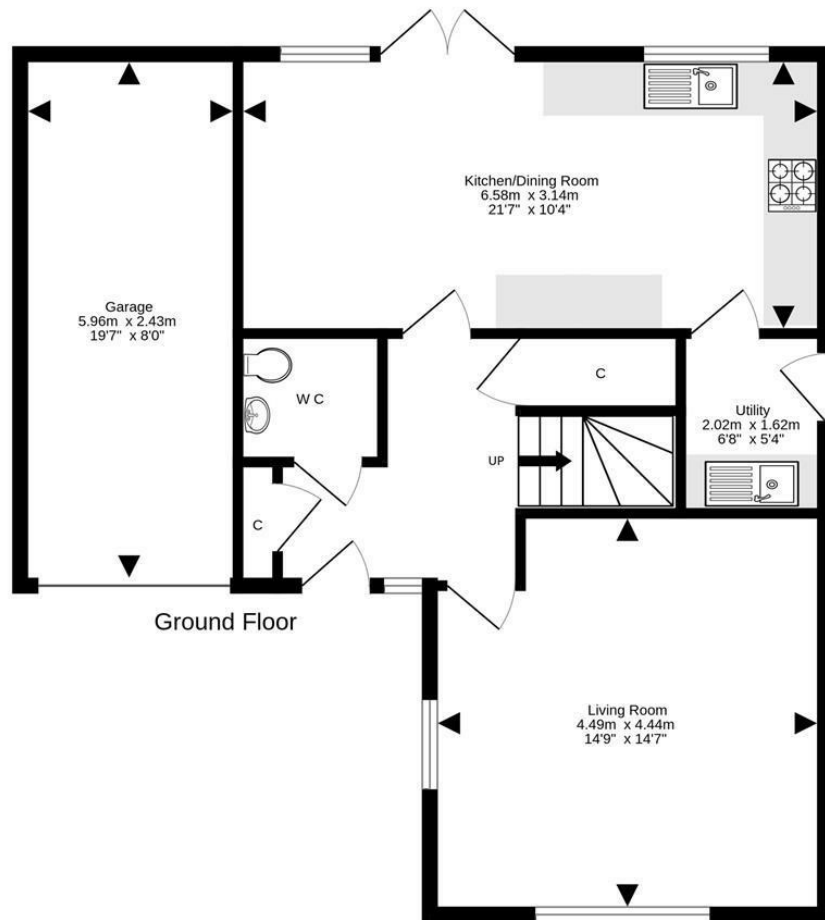 Kitchen/Dining Room
6.58m x 3.14m
21'7" x 10'4"
Garage
5.96m x 2.43m
19'7" x 8'0"
W C
C
Utility
2.02m x 1.62m
6'8" x 5'4"
UP
C
Ground Floor
Living Room
4.49m x 4.44m
14'9" x 14'7"